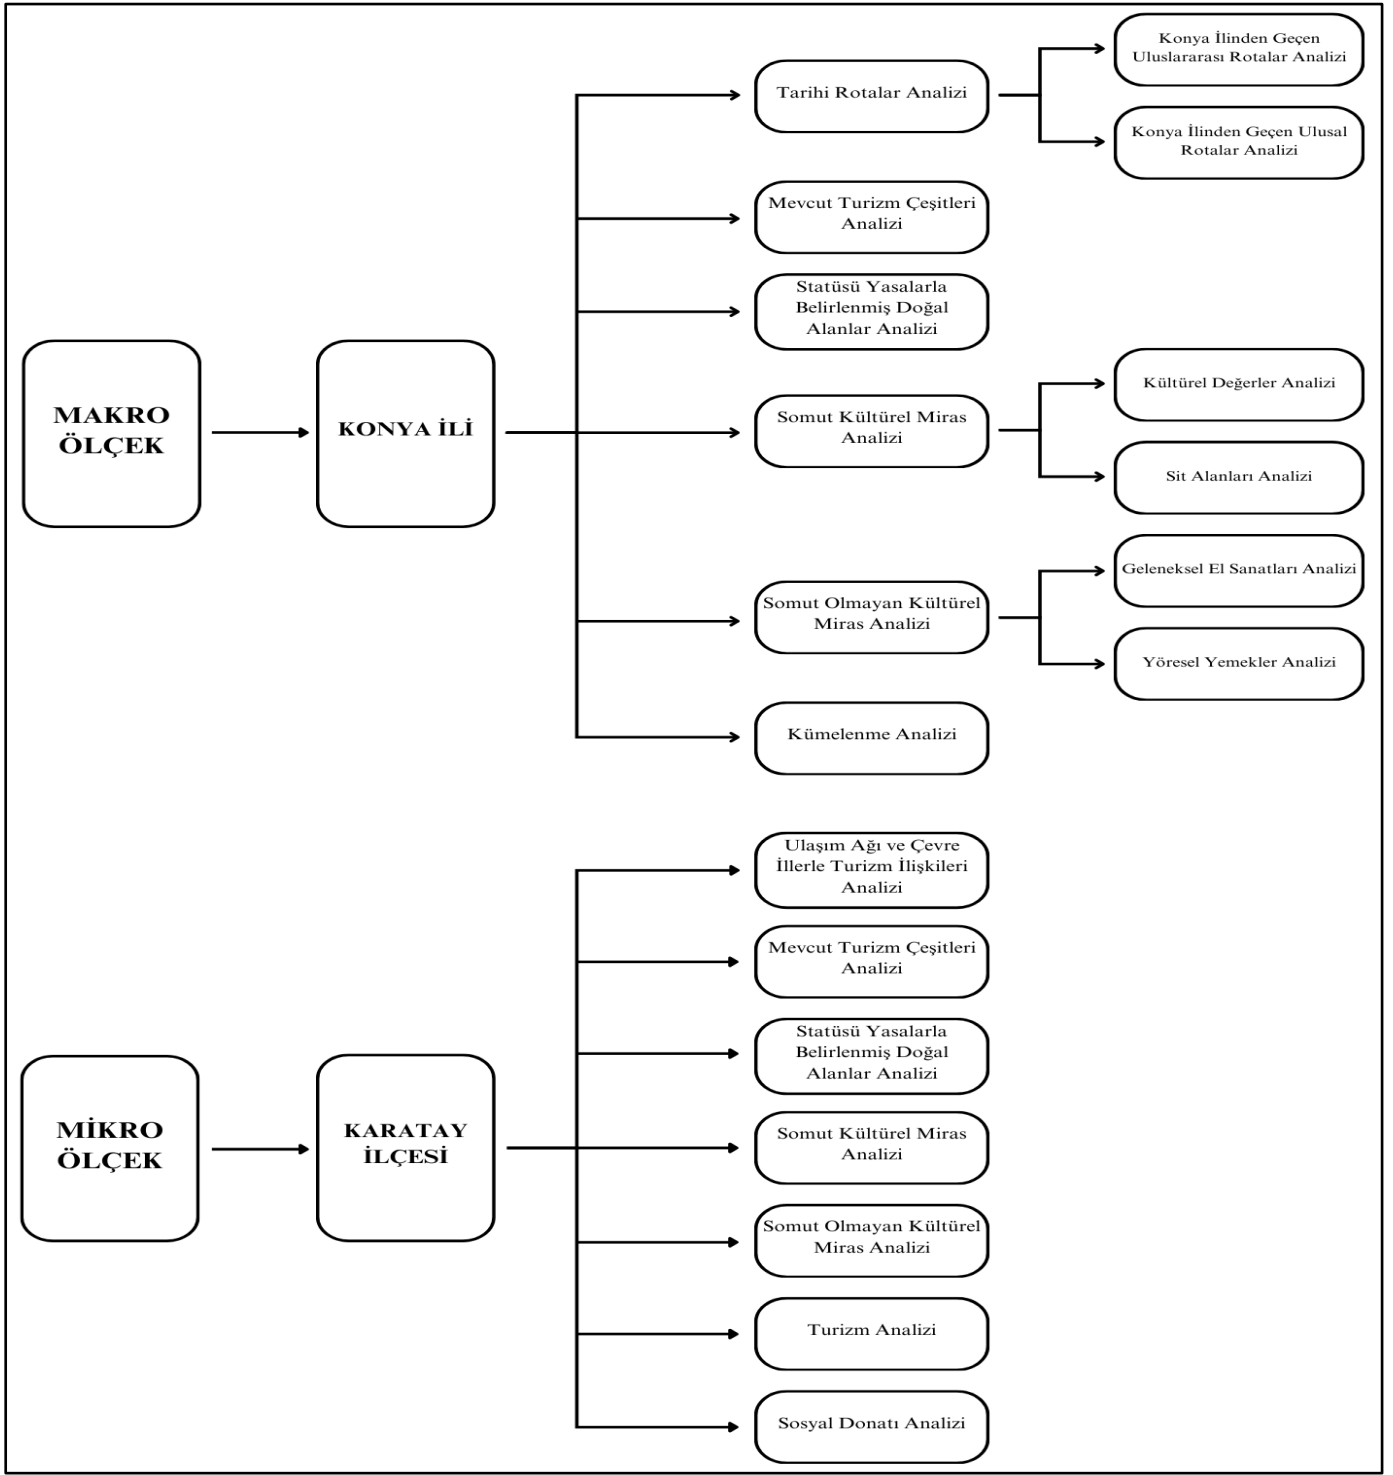 MAKRO
ÖLÇEK
KONYA İLİ
Tarihi Rotalar Analizi
Konya İlinden Geçen
Uluslararası Rotalar Analizi
Konya İlinden Geçen Ulusal
Rotalar Analizi
Mevcut Turizm Çeşitleri
Analizi
Statüsü Yasalarla
Belirlenmiş Doğal
Alanlar Analizi
Somut Kültürel Miras
Analizi
Kültürel Değerler Analizi
Sit Alanları Analizi
Somut Olmayan Kültürel
Miras Analizi
Geleneksel El Sanatları Analizi
Yöresel Yemekler Analizi
Kümelenme Analizi
MİKRO
ÖLÇEK
KARATAY
İLÇESİ
Ulaşım Ağı ve Çevre
İllerle Turizm İlişkileri
Analizi
Mevcut Turizm Çeşitleri
Analizi
Statüsü Yasalarla
Belirlenmiş Doğal
Alanlar Analizi
Somut Kültürel Miras
Analizi
Somut Olmayan Kültürel
Miras Analizi
Turizm Analizi
Sosyal Donatı Analizi